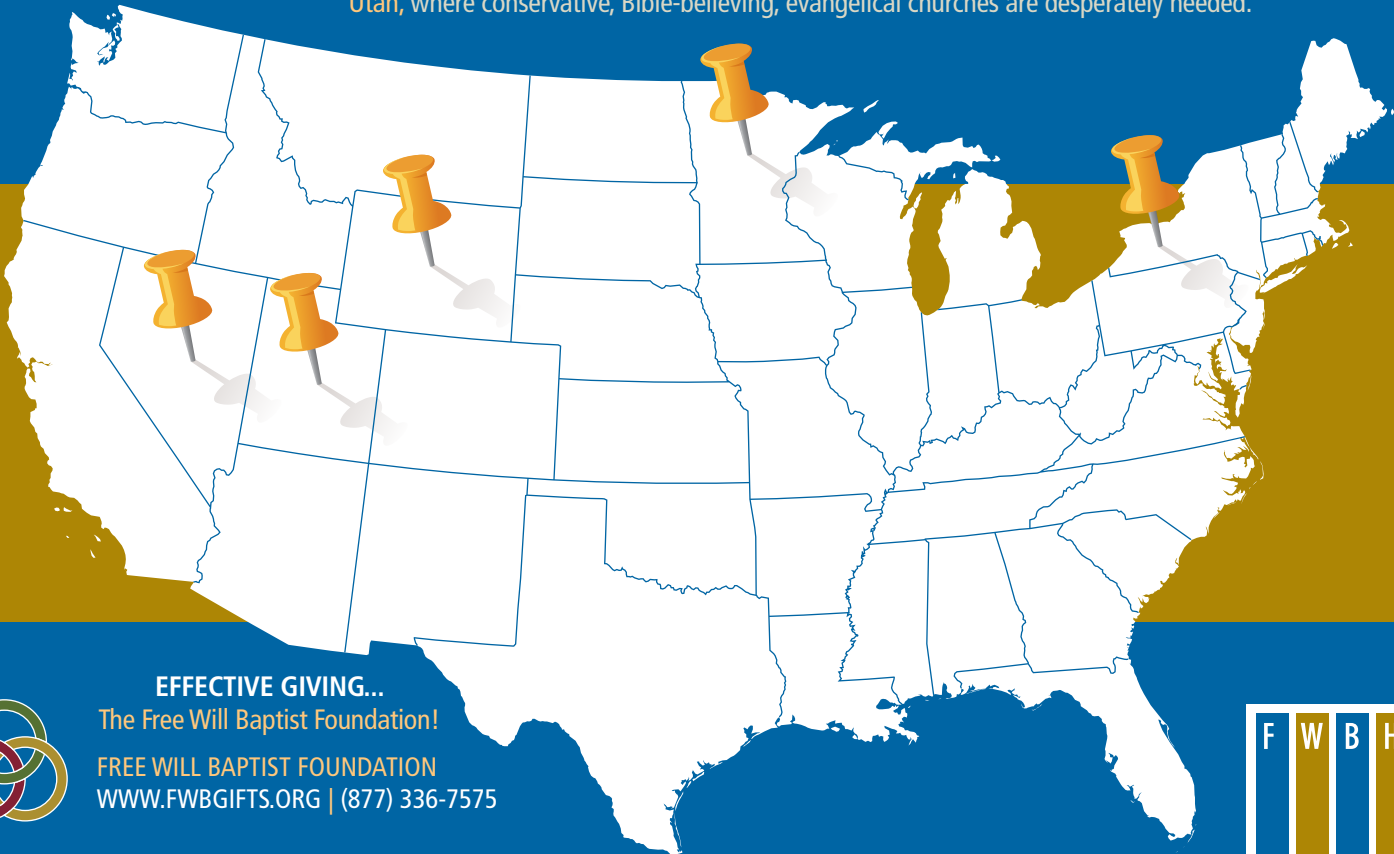 Utah, where conservative, Bible-believing, evangelical churches are desperately needed.
EFFECTIVE GIVING...
The Free Will Baptist Foundation!
FREE WILL BAPTIST FOUNDATION
WWW.FWBGIFTS.ORG | (877) 336-7575
F W B H